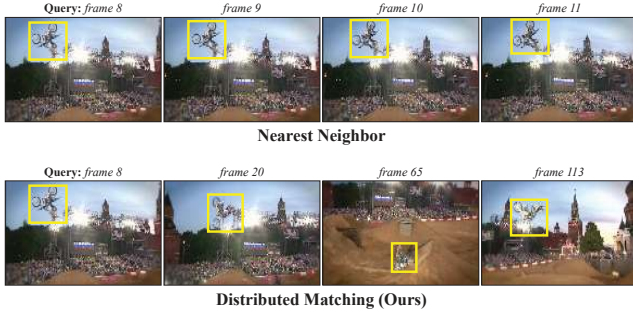 Query: frame 8
frame 9
frame 10
frame 11
Nearest Neighbor
Query: frame 8
frame 20
frame 65
frame 113
Distributed Matching (Ours)